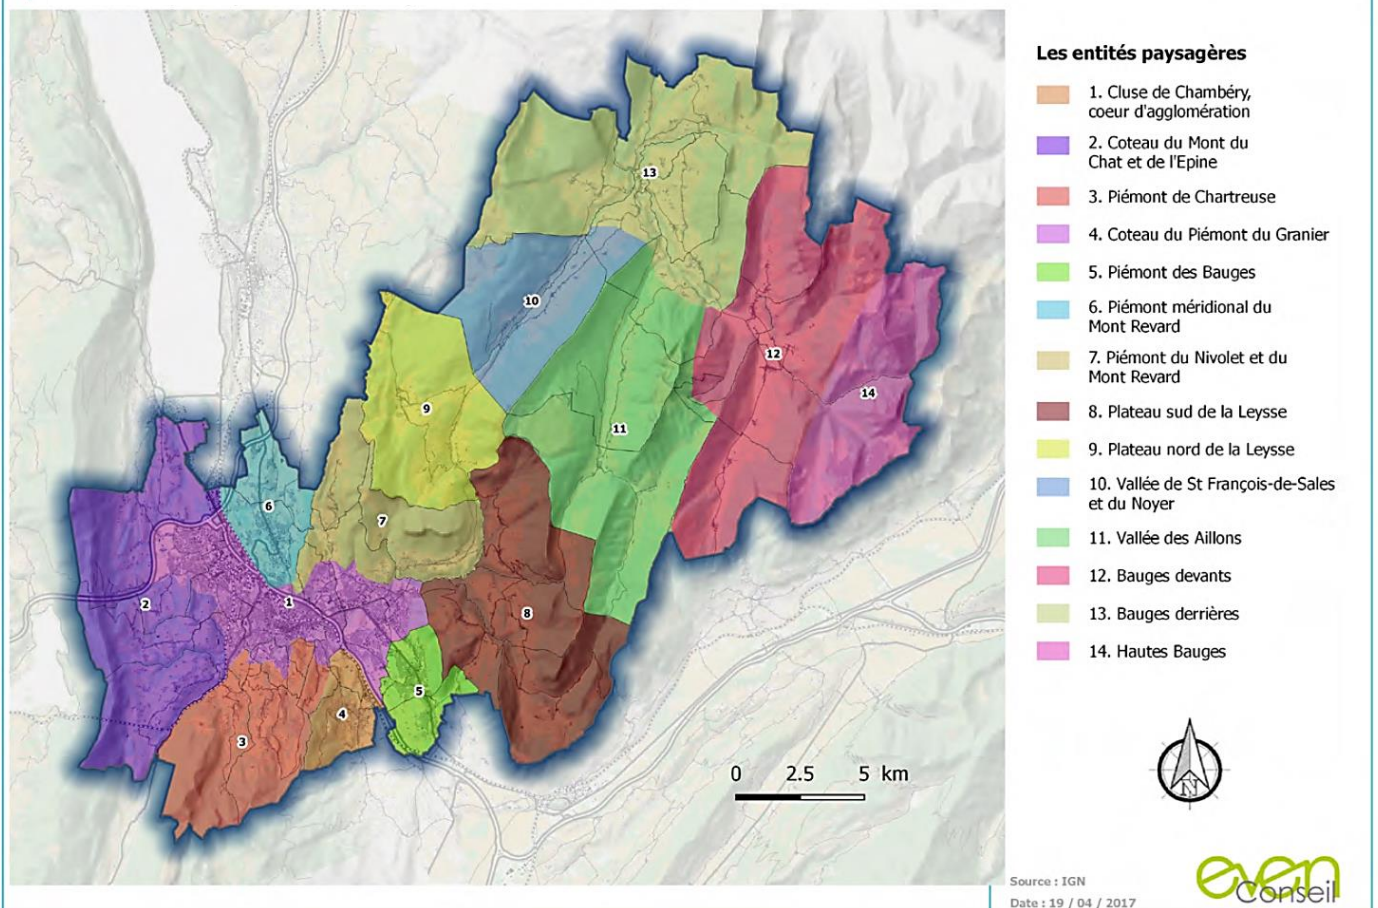 Les entités paysagères
1. Cluse de Chambéry,
coeur d'agglomération
2. Coteau du Mont du
Chat et de l'Epine
3. Piémont de Chartreuse
4. Coteau du Piémont du Granier
5. Piémont des Bauges
6. Piémont méridional du
Mont Revard
7. Piémont du Nivolet et du
Mont Revard
8. Plateau sud de la Leysse
9. Plateau nord de la Leysse
10. Vallée de St François-de-Sales
et du Noyer
11. Vallée des Aillons
12. Bauges devants
13. Bauges derrières
14. Hautes Bauges
13
10
12
14
9
11
6
7
2
1
8
5
4
3
0 2.5 5 km
N
Source : IGN
Date : 19 / 04 / 2017
even
Conseil